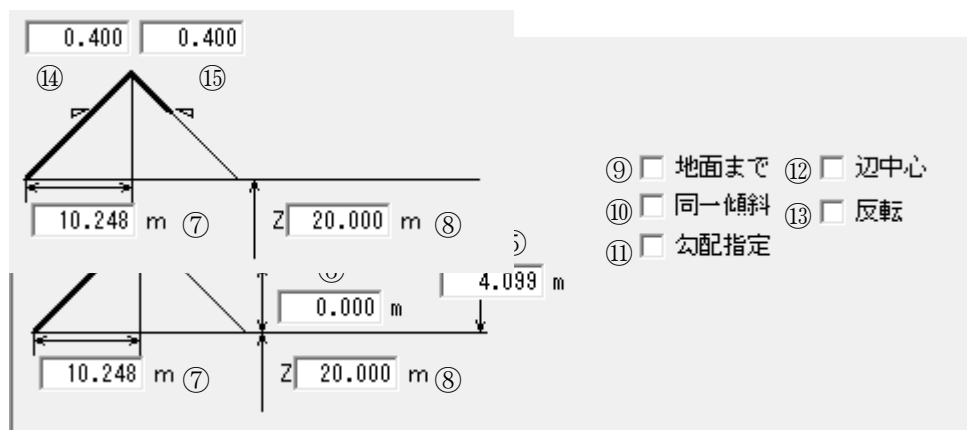 0.400 0.400
⑭ ⑮
10.248 m ⑦ Z 20.000 m ⑧
4.099 m
0.000 m
10.248 m ⑦ Z 20.000 m ⑧
⑨ 地面まで ⑫ 辺中心
⑩ 同一傾斜 ⑬ 反転
⑪ 勾配指定